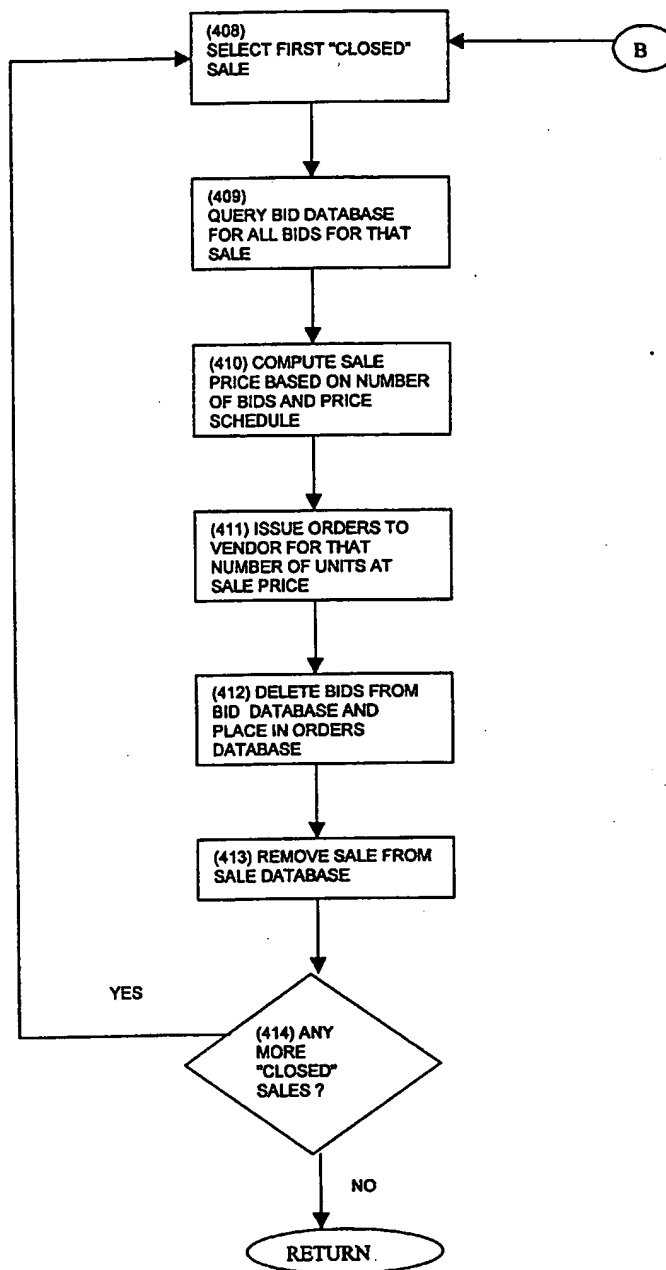 (408)
SELECT FIRST "CLOSED"
SALE
B
(409)
QUERY BID DATABASE
FOR ALL BIDS FOR THAT
SALE
(410) COMPUTE SALE
PRICE BASED ON NUMBER
OF BIDS AND PRICE
SCHEDULE
(411) ISSUE ORDERS TO
VENDOR FOR THAT
NUMBER OF UNITS AT
SALE PRICE
(412) DELETE BIDS FROM
BID DATABASE AND
PLACE IN ORDERS
DATABASE
(413) REMOVE SALE FROM
SALE DATABASE
YES
(414) ANY
MORE
"CLOSED"
SALES ?
NO
RETURN